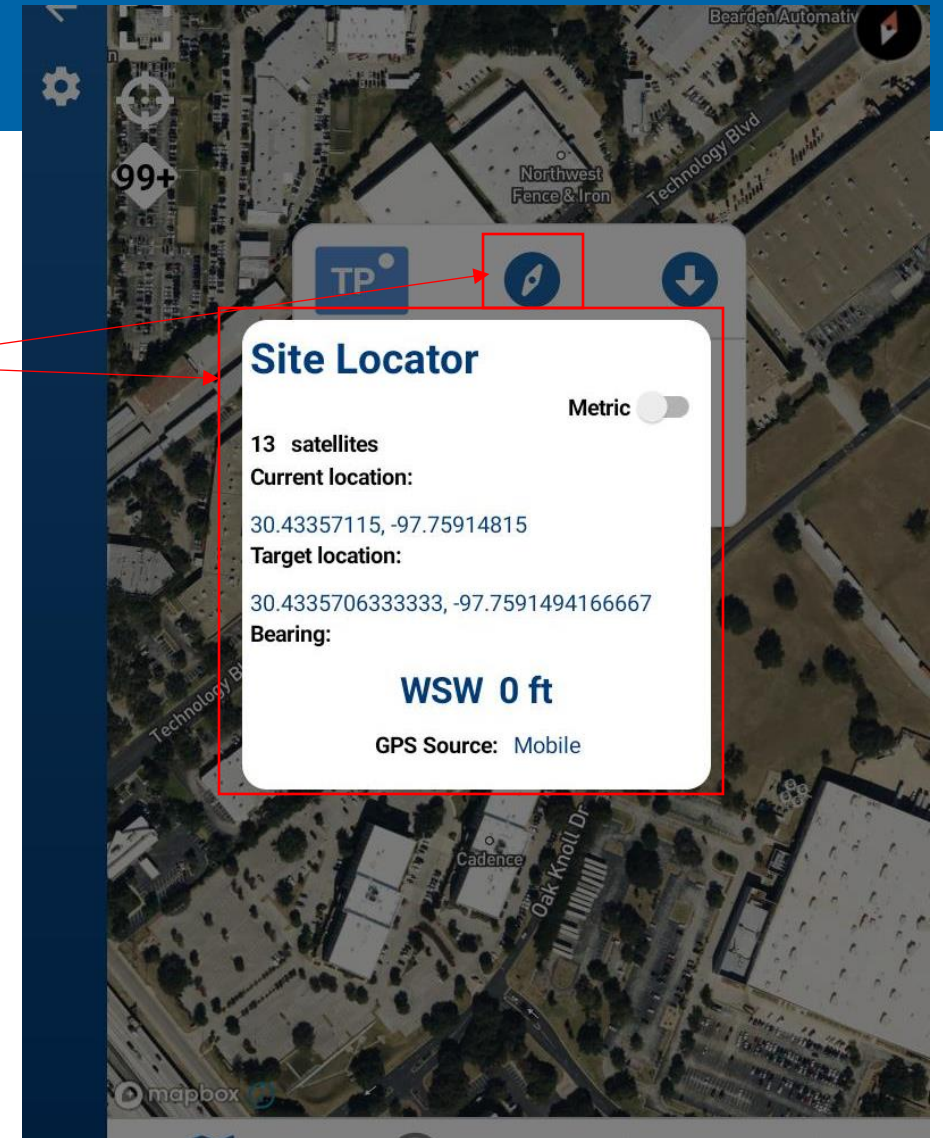 Bearden Automativ
n
99+
Technology Blvd
Northwest
Fence & Iron
TP
Site Locator
Metric
13 satellites
Current location:
30.43357115, -97.75914815
Target location:
30.4335706333333, -97.7591494166667
Bearing:
WSW 0 ft
GPS Source: Mobile
Technology Bl
Cadence
Oak Knoll Dr
mapbox